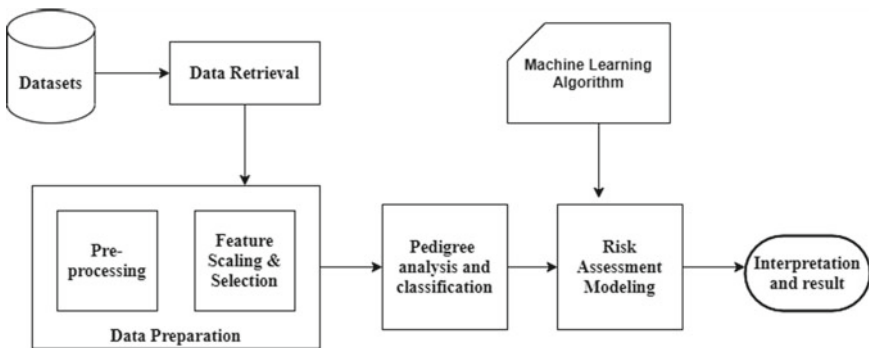 Datasets
Data Retrieval
Machine Learning
Algorithm
Pre-
processing
Feature
Scaling &
Selection
Data Preparation
Pedigree
analysis and
classification
Risk
Assessment
Modeling
Interpretation
and result